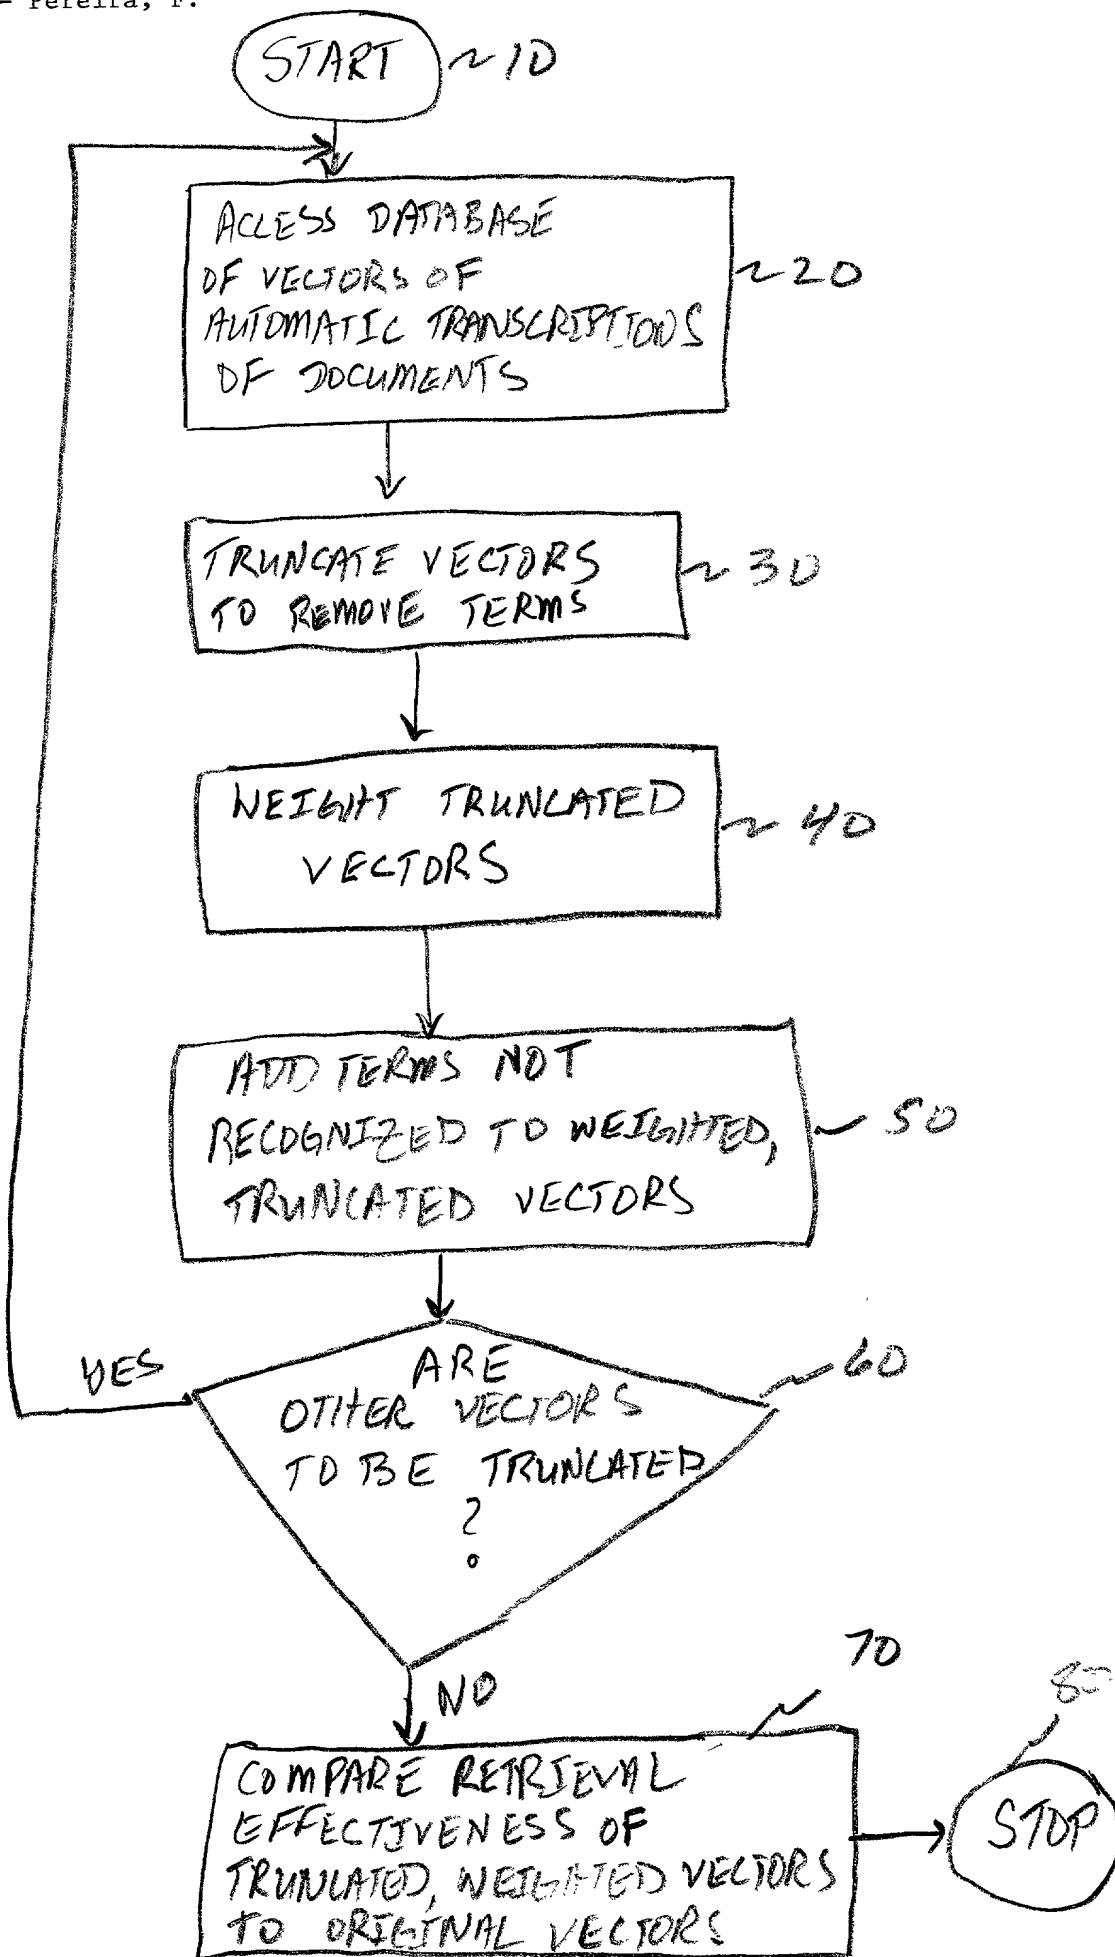 - Pereira, F.
START ~10
ACCESS DATABASE
OF VECTORS OF
AUTOMATIC TRANSCRIPTIONS
OF DOCUMENTS
~20
TRUNCATE VECTORS
TO REMOVE TERMS
~30
WEIGHT TRUNCATED
VECTORS
~40
ADD TERMS NOT
RECOGNIZED TO WEIGHTED,
TRUNCATED VECTORS
50
ARE
OTHER VECTORS
TO BE TRUNCATED
?
60
YES
NO
70
COMPARE RETRIEVAL
EFFECTIVENESS OF
TRUNCATED, WEIGHTED VECTORS
TO ORIGINAL VECTORS
80
STOP